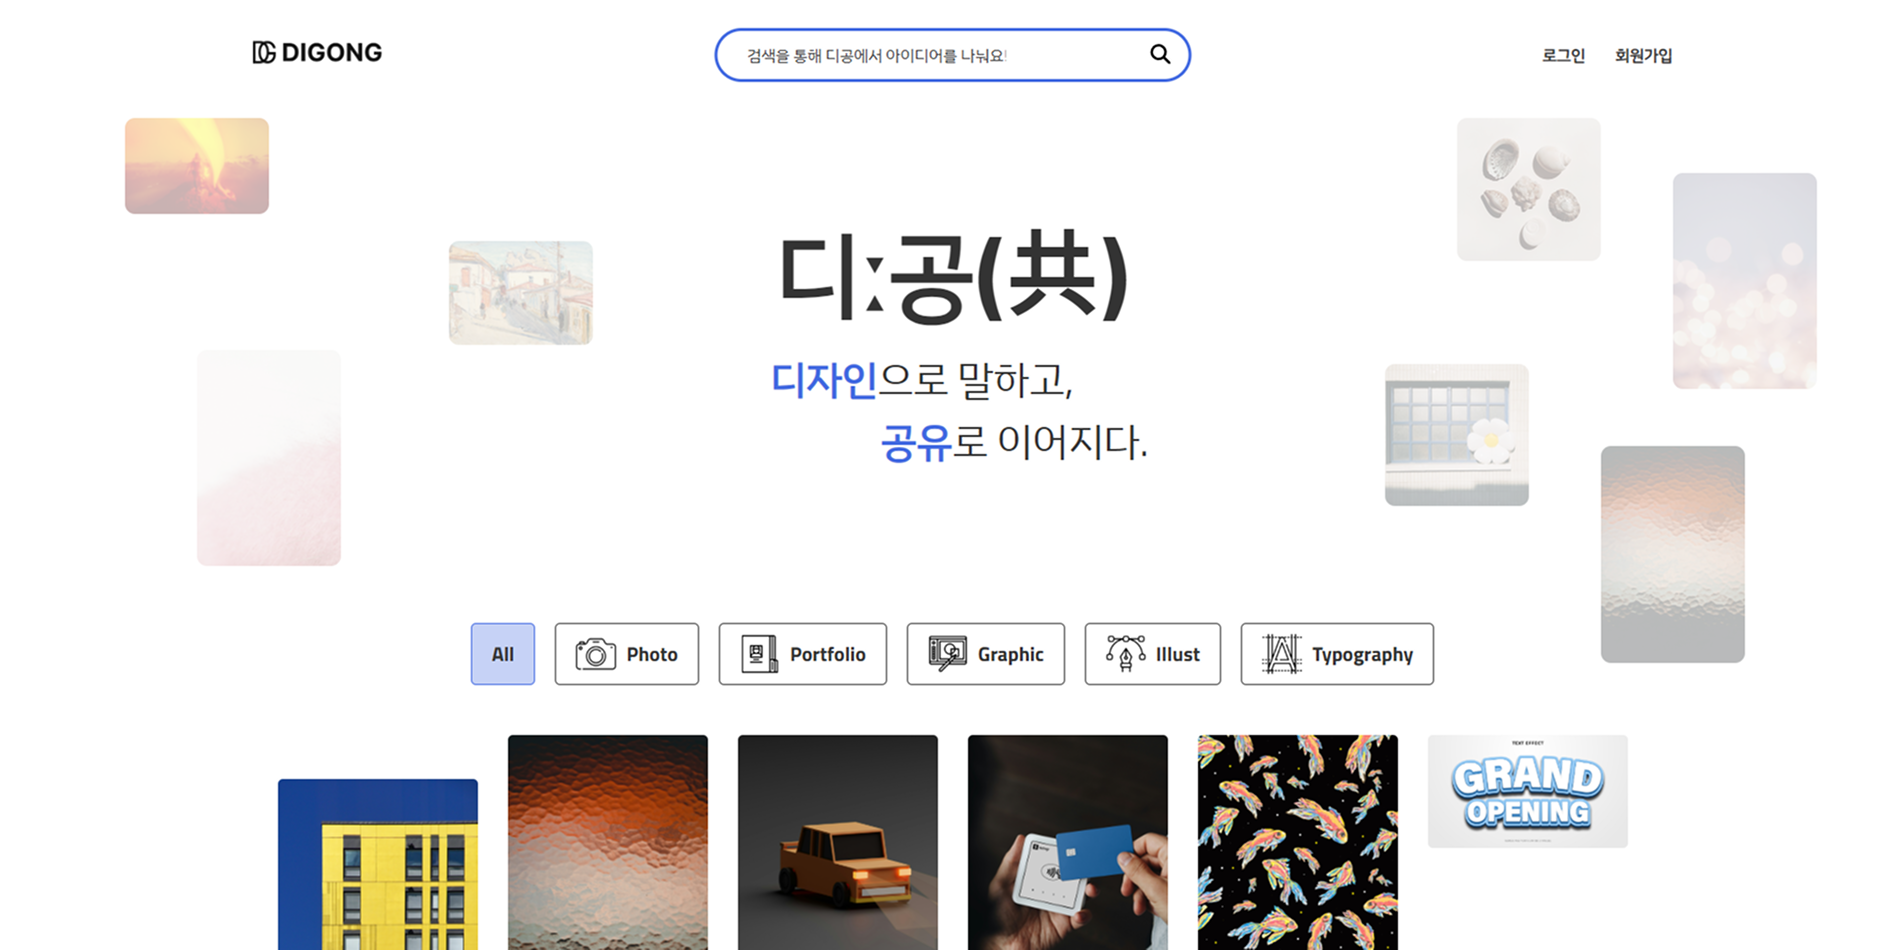 DIGONG
검색을 통해 디공에서 아이디어를 나눠요!
로그인 회원가입
디:공(共)
디자인으로 말하고,
공유로 이어지다.
All Photo Portfolio Graphic Illust Typography
TEXT EFFECT
GRAND
OPENING